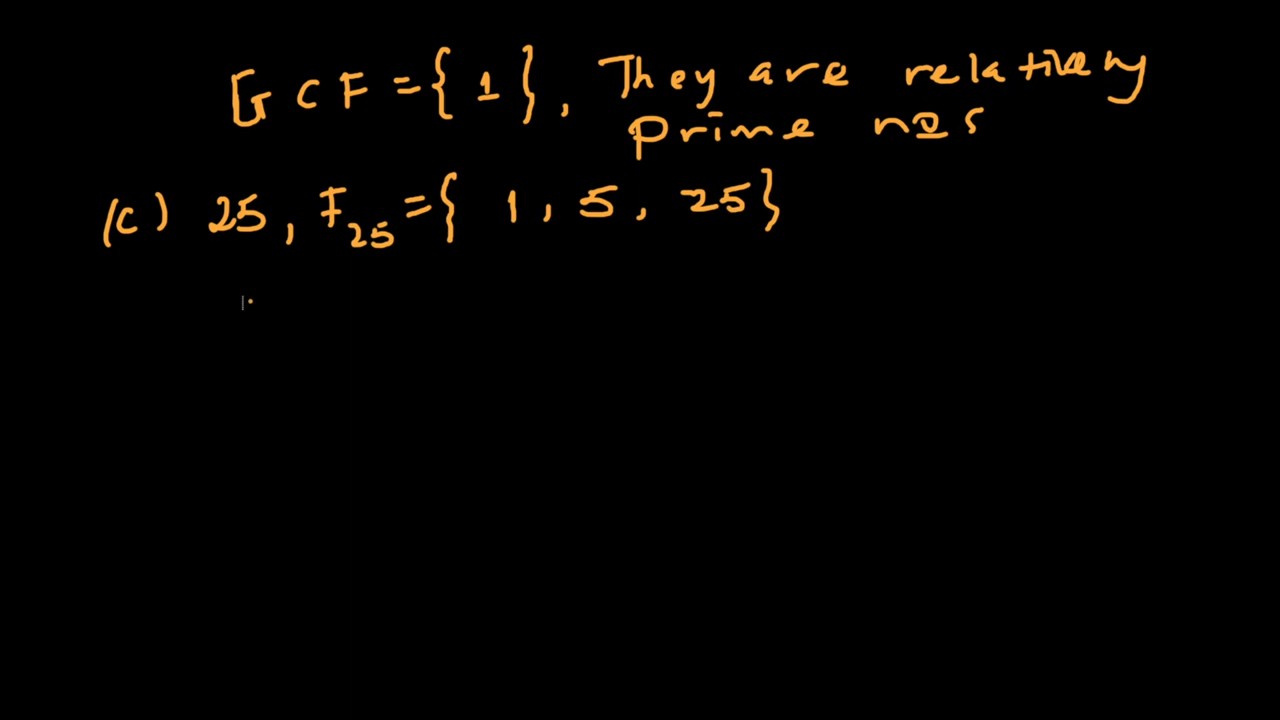 GCF = { 1 }, They are relatively
prime nos
(c) 25, F25 = { 1, 5, 25 }